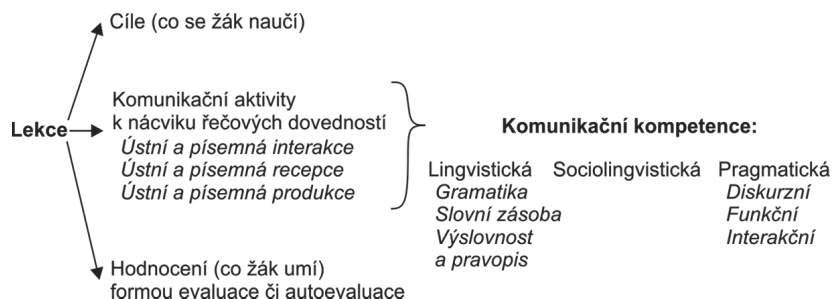 Cíle (co se žák naučí)
Lekce
Komunikační aktivity
k nácviku řečových dovedností
Ústní a písemná interakce
Ústní a písemná recepce
Ústní a písemná produkce
Hodnocení (co žák umí)
formou evaluace či autoevaluace
Komunikační kompetence:
Lingvistická Sociolingvistická Pragmatická
Gramatika Diskurzní
Slovní zásoba Funkční
Výslovnost Interakční
a pravopis